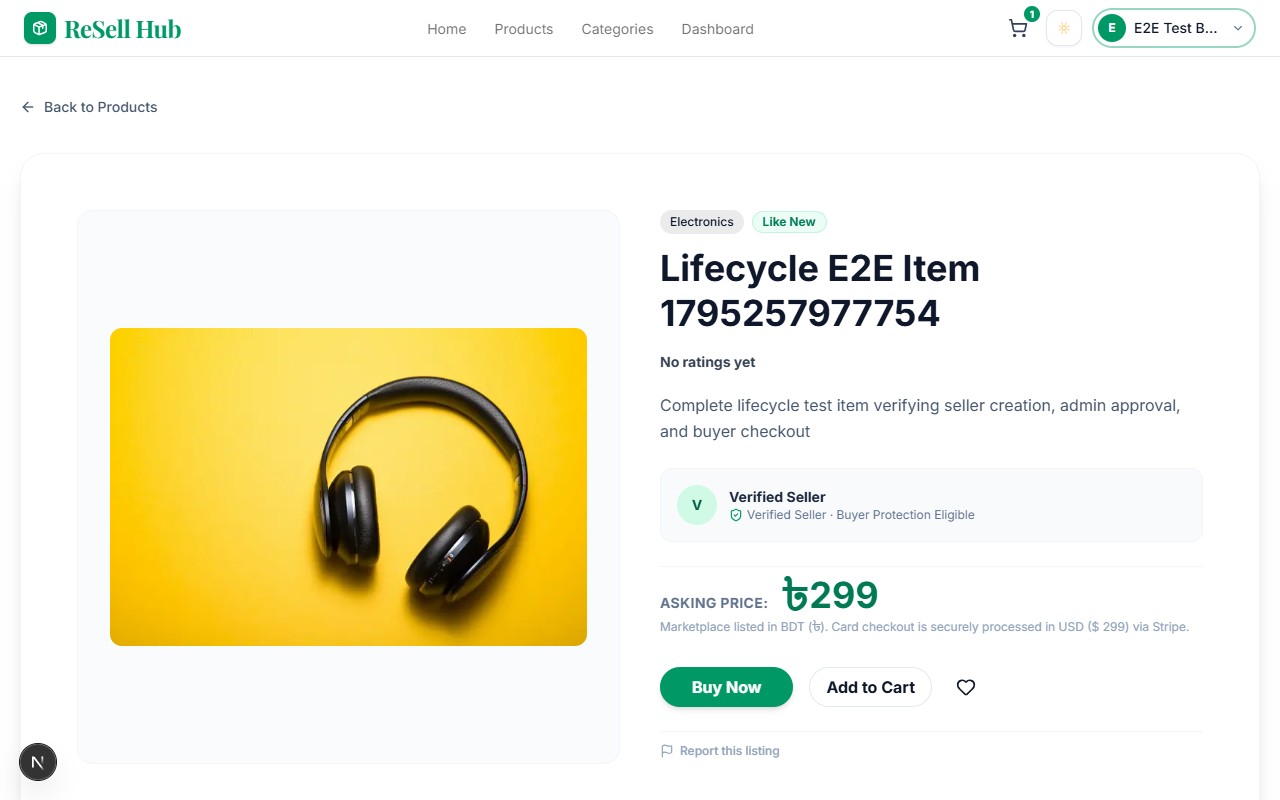 ReSell Hub
Home
Products
Categories
Dashboard
1
E
E2E Test B...
Back to Products
Electronics
Like New
Lifecycle E2E Item
1795257977754
No ratings yet
Complete lifecycle test item verifying seller creation, admin approval,
and buyer checkout
V
Verified Seller
Verified Seller · Buyer Protection Eligible
ASKING PRICE: ৳299
Marketplace listed in BDT (৳). Card checkout is securely processed in USD ($ 299) via Stripe.
Buy Now
Add to Cart
N
Report this listing